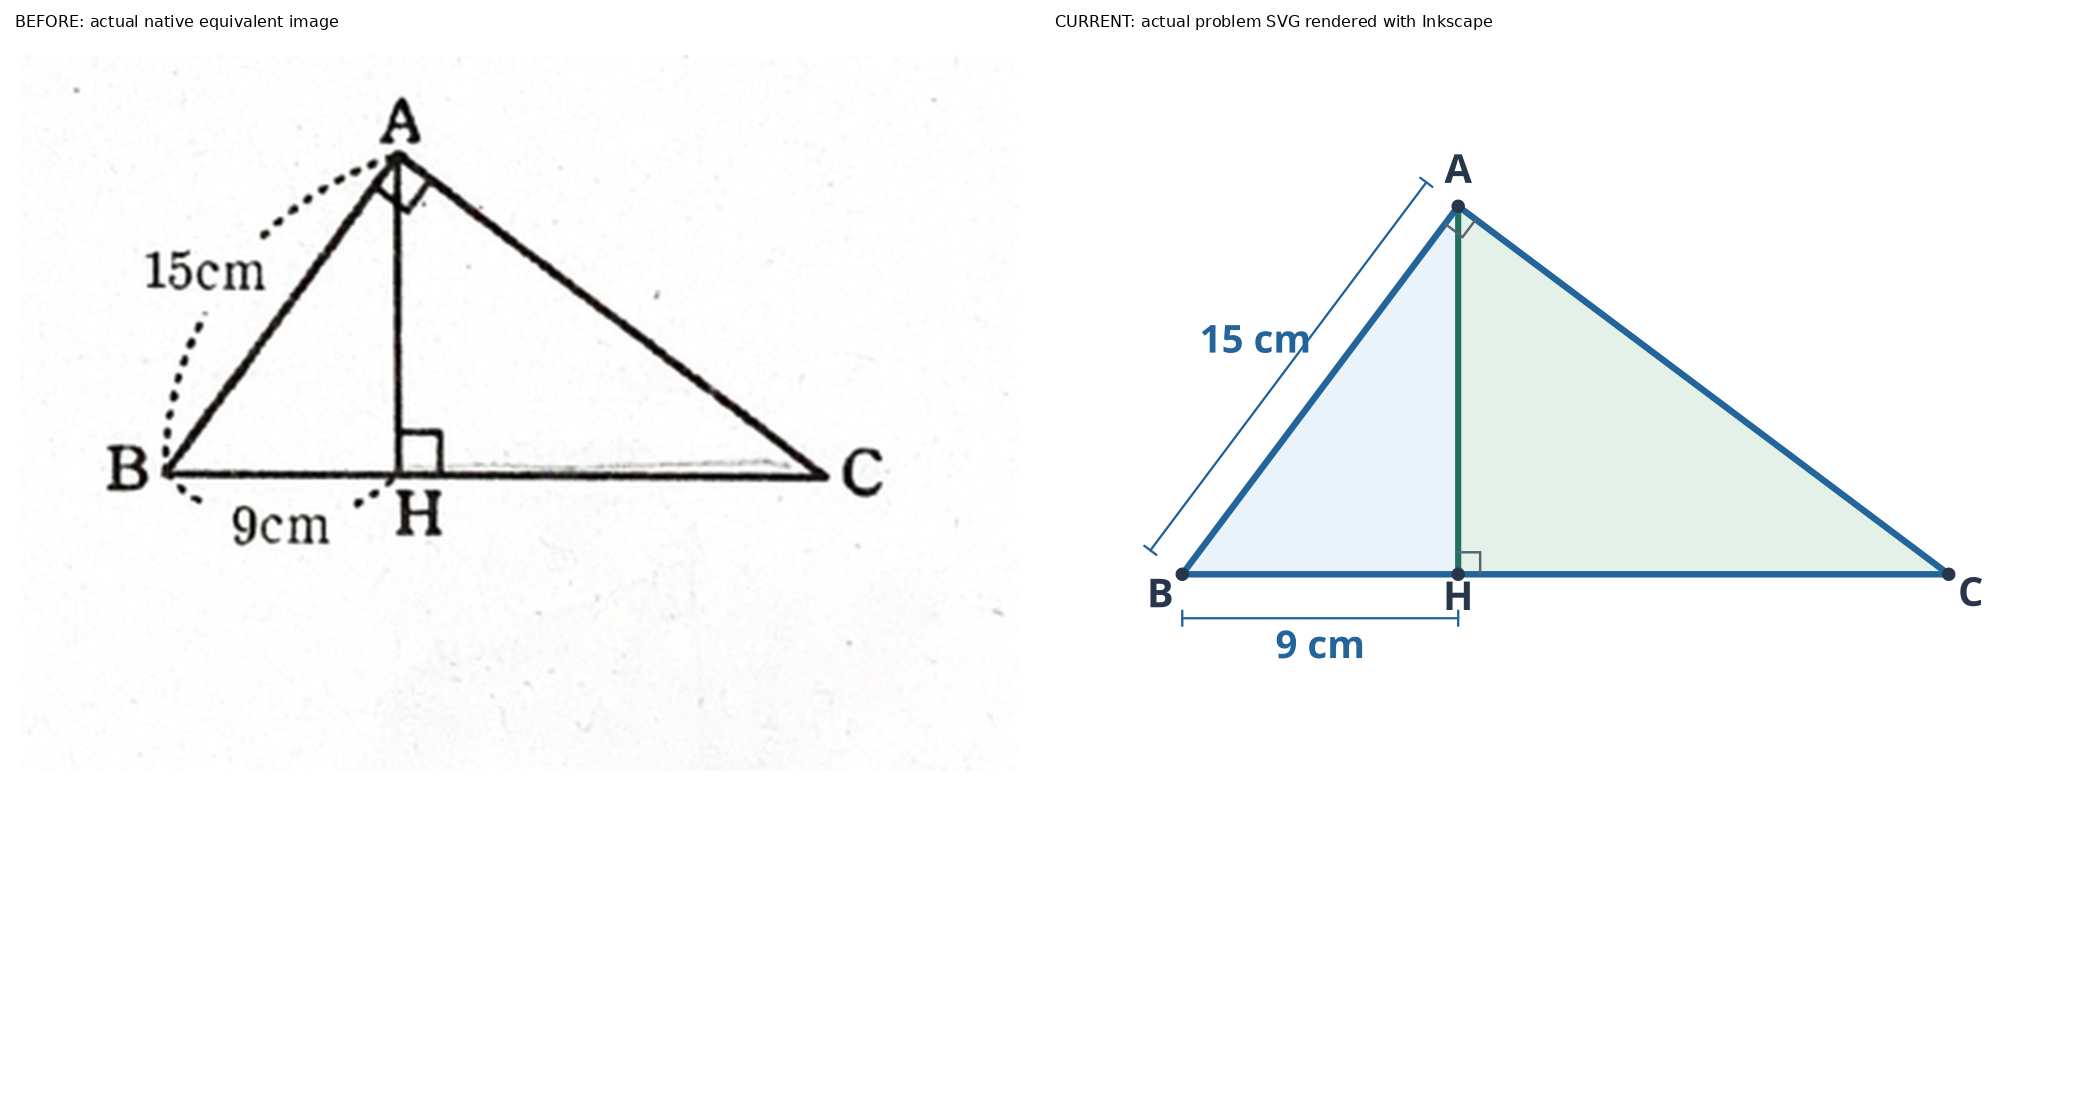 BEFORE: actual native equivalent image
A
15cm
B
C
9cm
H
CURRENT: actual problem SVG rendered with Inkscape
A
15 cm
B
H
C
9 cm